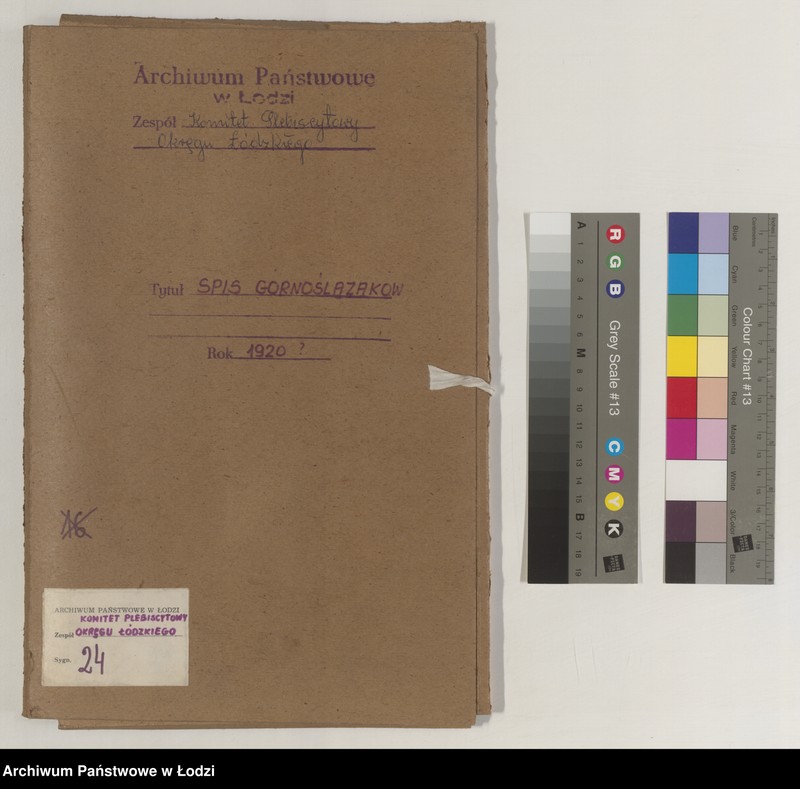 Archiwum Państwowe
w Łodzi
Zespół Komitet Plebiscytowy
Okręgu Łódzkiego
Tytuł SPIS GORNOŚLĄZAKOW
Rok 1920 ?
ARCHIWUM PAŃSTWOWE W ŁODZI
KOMITET PLEBISCYTOWY
Zespół OKRĘGU ŁÓDZKIEGO
Sygn. 24
A 1 2 3 4 5 6 M 8 9 10 11 12 13 14 15 B 17 18 19
R G B
Grey Scale #13
C M Y K
Blue
Cyan
Green
Yellow
Red
Magenta
White
3/Color
Black
Colour Chart #13
Archiwum Państwowe w Łodzi